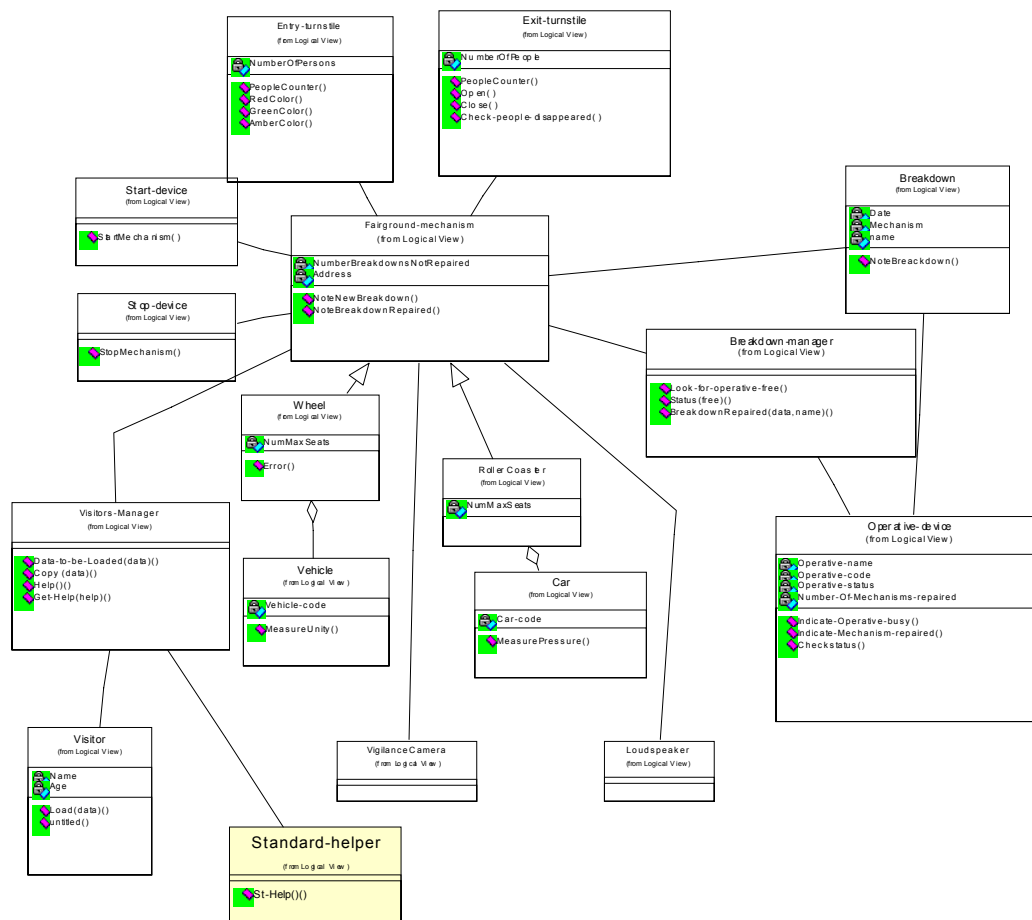 Entry-turnstile
(from Logical View)
NumberOfPersons
PeopleCounter()
RedColor()
GreenColor()
AmberColor()
Exit-turnstile
(from Logical View)
NumberOfPeople
PeopleCounter()
Open()
Close()
Check-people-disappeared()
Start-device
(from Logical View)
StartMechanism()
Fairground-mechanism
(from Logical View)
NumberBreakdownsNotRepaired
Address
NoteNewBreakdown()
NoteBreakdownRepaired()
Breakdown
(from Logical View)
Date
Mechanism
name
NoteBreackdown()
Stop-device
(from Logical View)
StopMechanism()
Breakdown-manager
(from Logical View)
Look-for-operative-free()
Status(free)()
BreakdownRepaired(data,name)()
Wheel
(from Logical View)
NumMaxSeats
Error()
RollerCoaster
(from Logical View)
NumMaxSeats
Visitors-Manager
(from Logical View)
Data-to-be-Loaded(data)()
Copy(data)()
Help()()
Get-Help(help)()
Vehicle
(from Logical View)
Vehicle-code
MeasureUnity()
Car
(from Logical View)
Car-code
MeasurePressure()
Operative-device
(from Logical View)
Operative-name
Operative-code
Operative-status
Number-Of-Mechanisms-repaired
Indicate-Operative-busy()
Indicate-Mechanism-repaired()
Checkstatus()
Visitor
(from Logical View)
Name
Age
Load(data)()
untitled()
VigilanceCamera
(from Logical View)
Loudspeaker
(from Logical View)
Standard-helper
(from Logical View)
St-Help()()